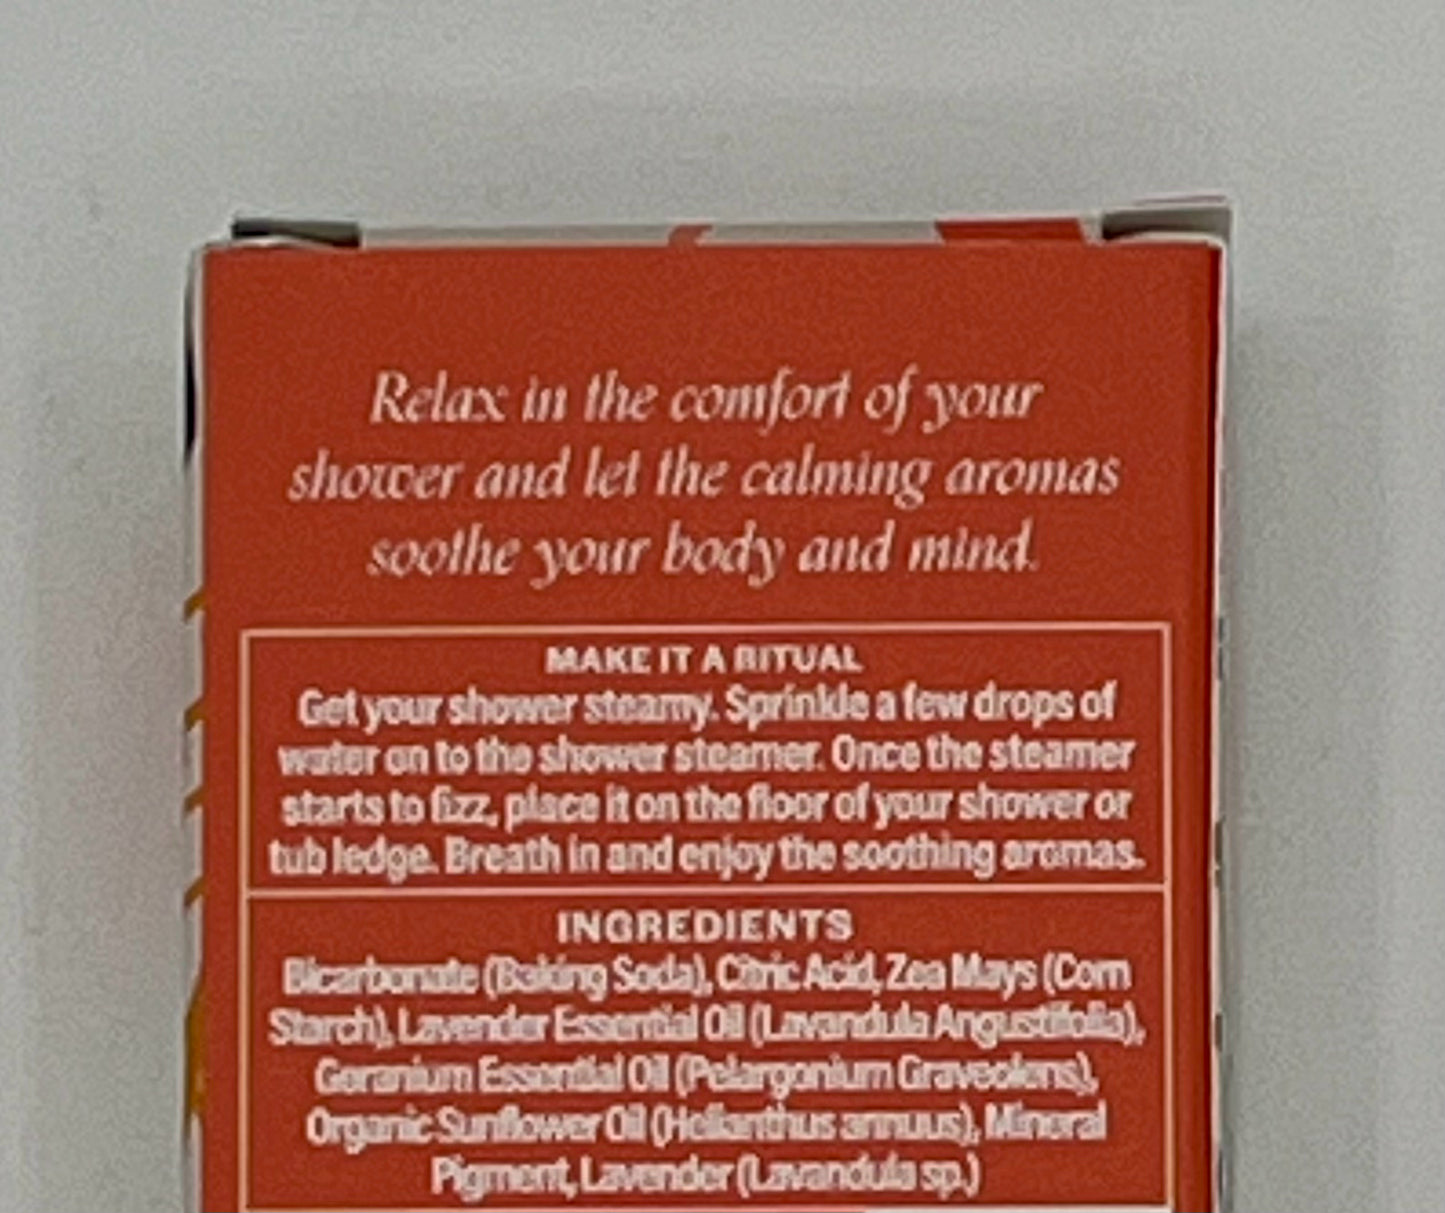 Relax in the comfort of your
shower and let the calming aromas
soothe your body and mind.
MAKE IT A RITUAL
Get your shower steamy. Sprinkle a few drops of
water on to the shower steamer. Once the steamer
starts to fizz, place it on the floor of your shower or
tub ledge. Breath in and enjoy the soothing aromas.
INGREDIENTS
Bicarbonate (Baking Soda), Citric Acid, Zea Mays (Corn
Starch), Lavender Essential Oil (Lavandula Angustifolia),
Geranium Essential Oil (Pelargonium Graveolens),
Organic Sunflower Oil (Helianthus annuus), Mineral
Pigment, Lavender (Lavandula sp.)